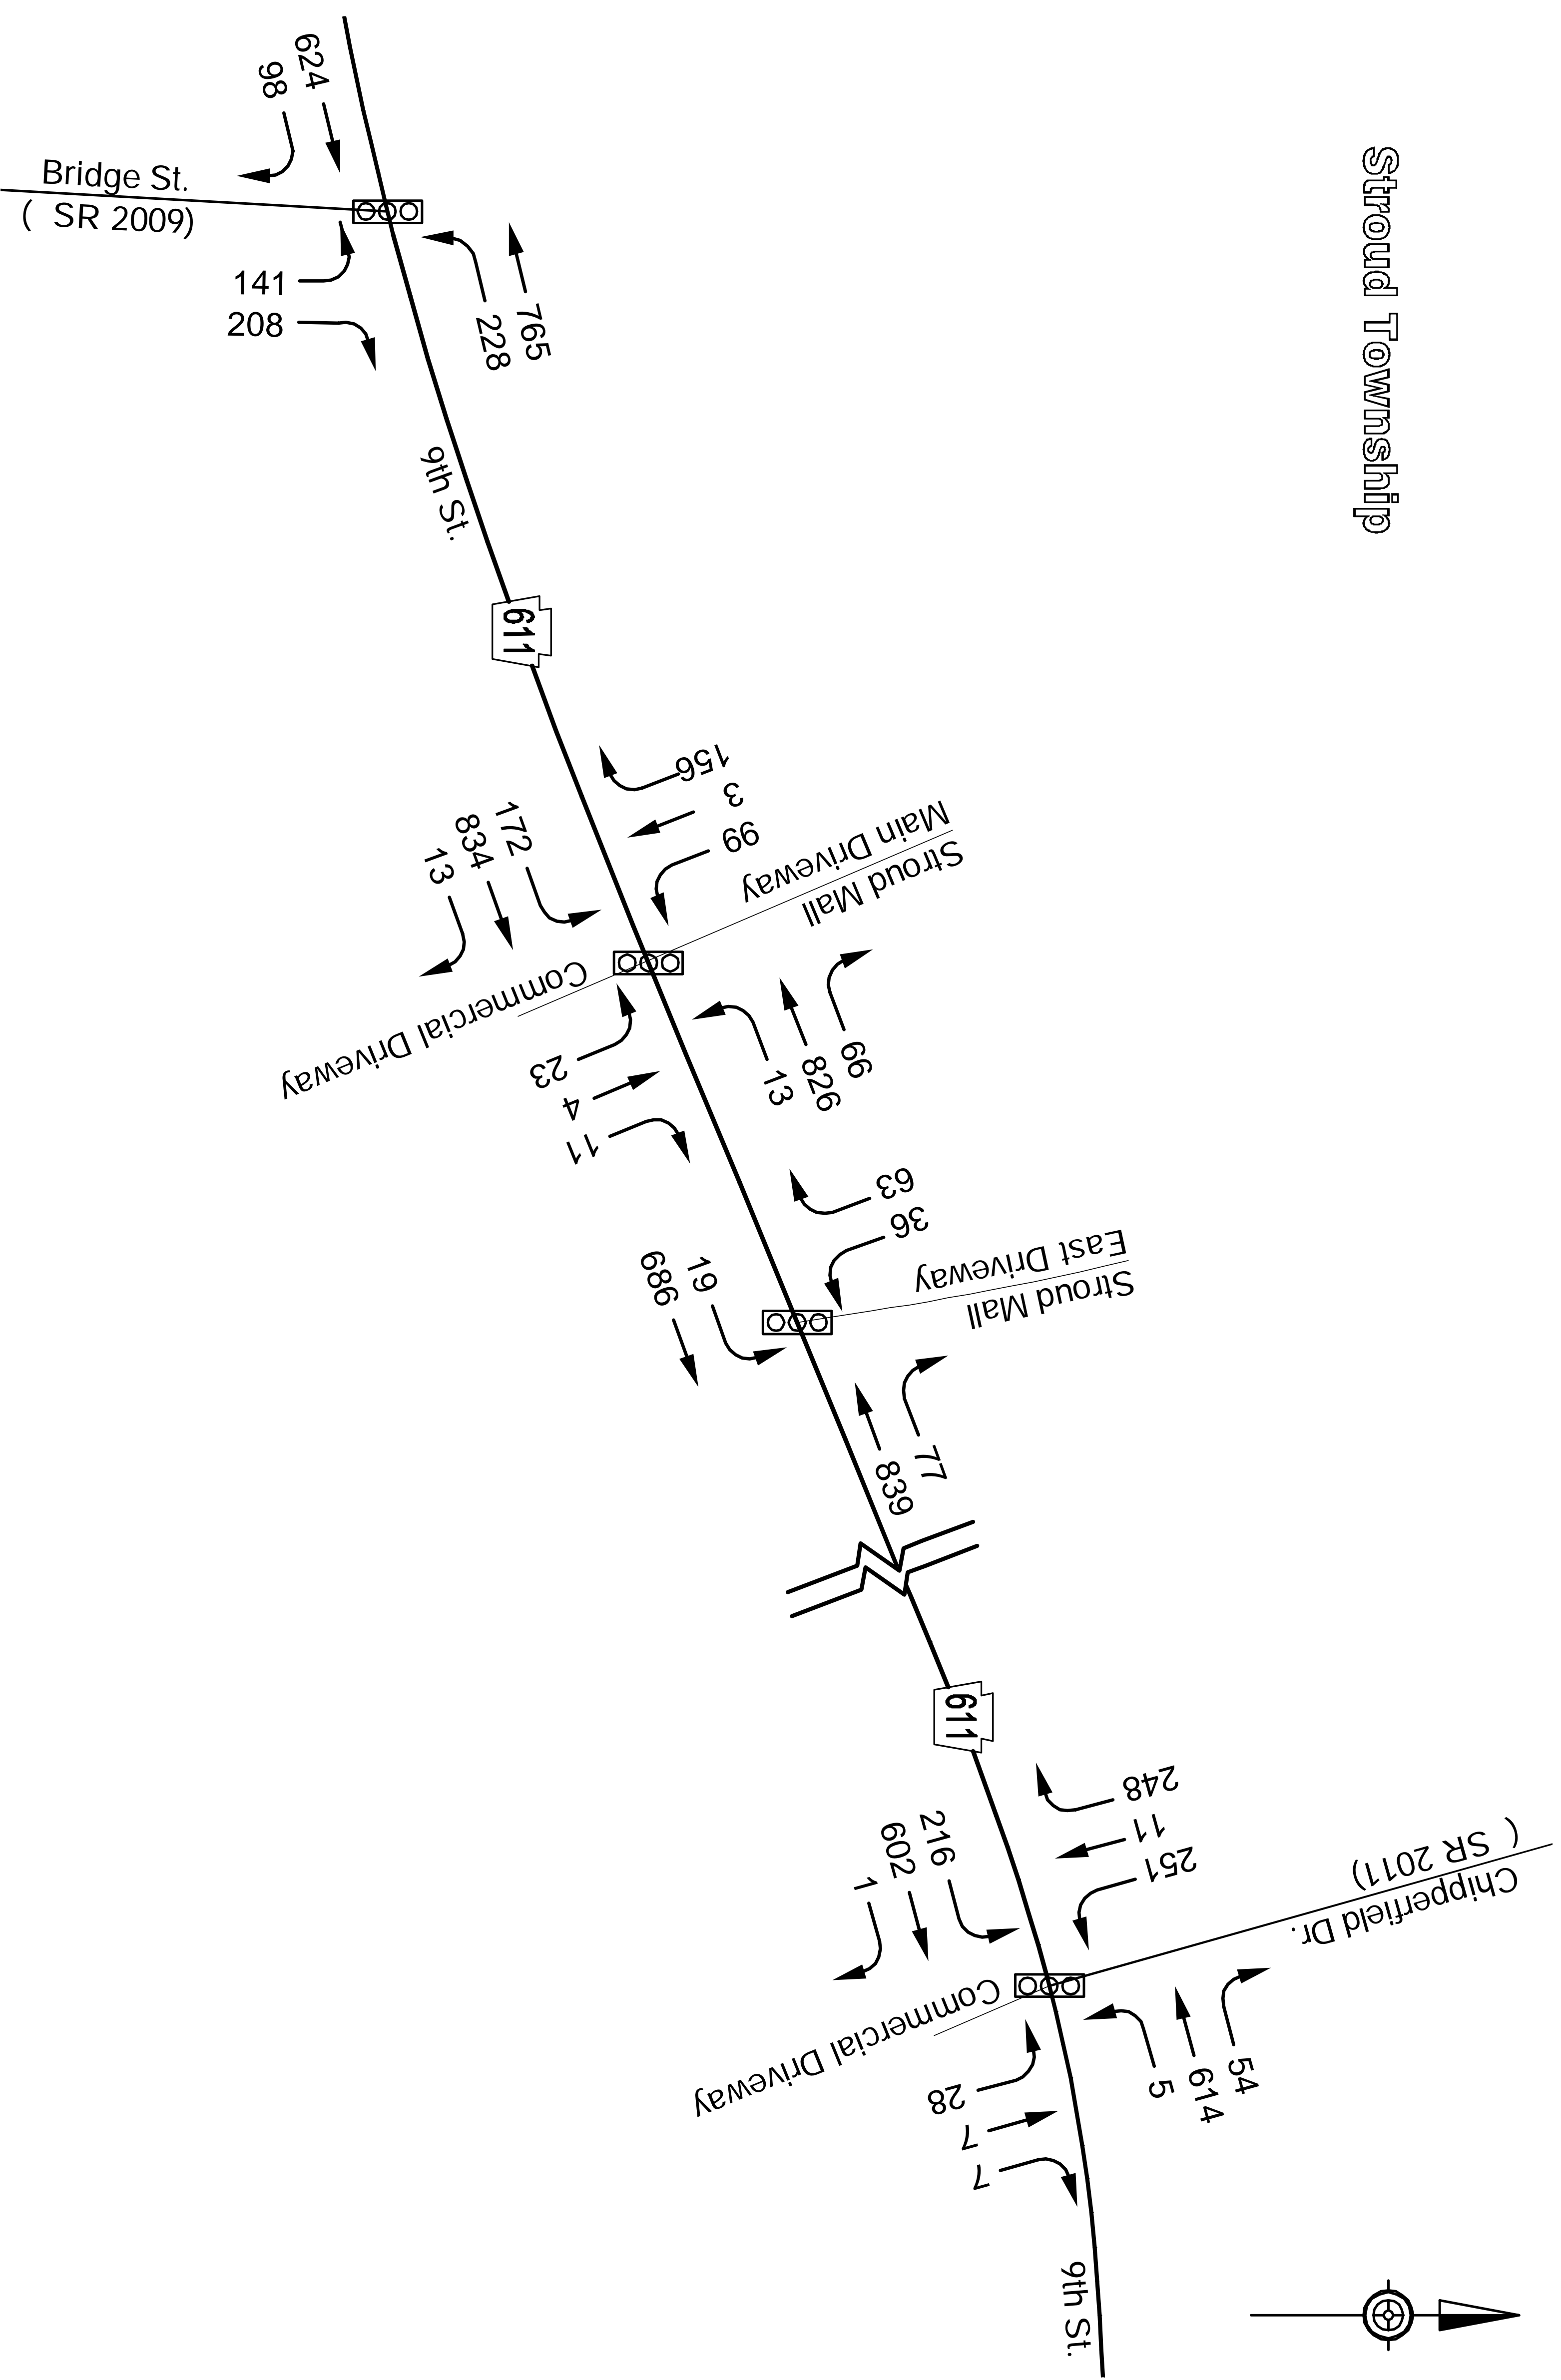 Stroud Township
624
98
Bridge St.
( SR 2009)
141
208
765
228
9th St.
611
156
3
99
172
834
13
Stroud Mall
Main Driveway
Commercial Driveway
23
4
11
13
826
66
63
36
686
19
Stroud Mall
East Driveway
839
77
611
248
11
251
216
602
1
Chipperfield Dr.
( SR 2011)
Commercial Driveway
28
7
7
5
614
54
9th St.